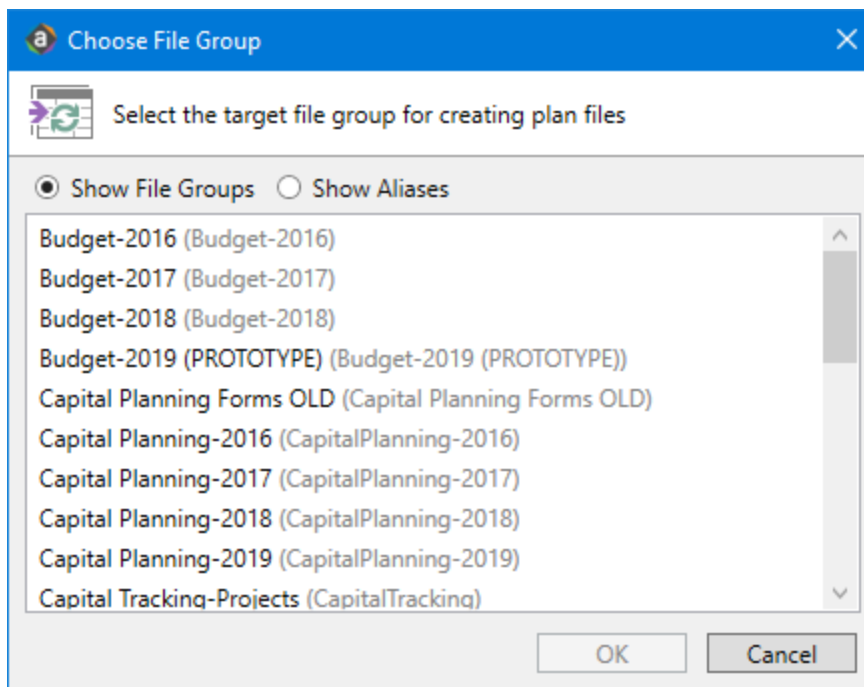 Choose File Group
Select the target file group for creating plan files
Show File Groups Show Aliases
Budget-2016 (Budget-2016)
Budget-2017 (Budget-2017)
Budget-2018 (Budget-2018)
Budget-2019 (PROTOTYPE) (Budget-2019 (PROTOTYPE))
Capital Planning Forms OLD (Capital Planning Forms OLD)
Capital Planning-2016 (CapitalPlanning-2016)
Capital Planning-2017 (CapitalPlanning-2017)
Capital Planning-2018 (CapitalPlanning-2018)
Capital Planning-2019 (CapitalPlanning-2019)
Capital Tracking-Projects (CapitalTracking)
OK Cancel